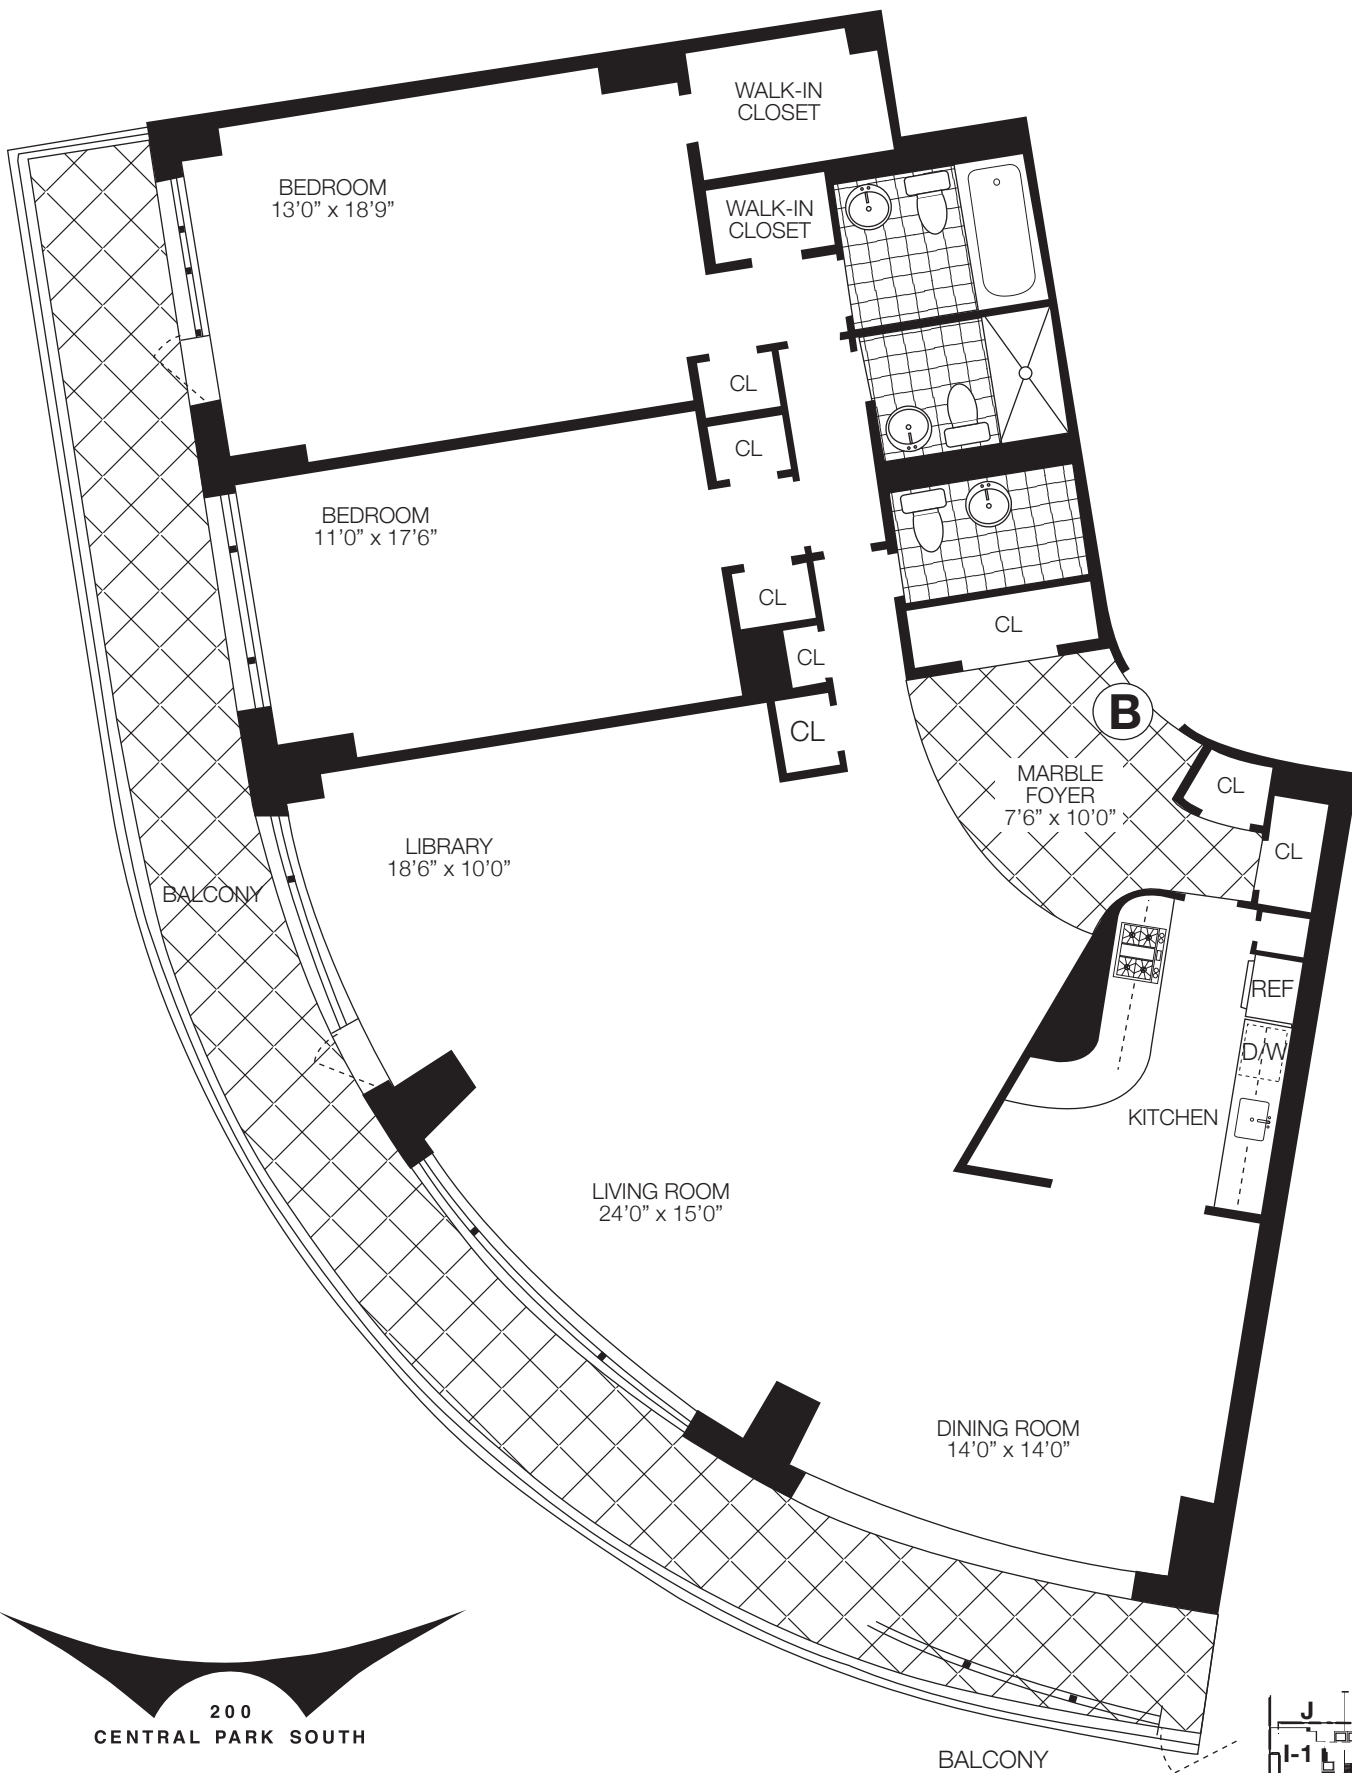 WALK-IN
CLOSET
BEDROOM
13’0” x 18’9”
WALK-IN
CLOSET
CL
CL
BEDROOM
11’0” x 17’6”
CL
CL
CL
CL
B
MARBLE
FOYER
7’6” x 10’0”
CL
CL
LIBRARY
18’6” x 10’0”
BALCONY
REF
D/W
KITCHEN
LIVING ROOM
24’0” x 15’0”
DINING ROOM
14’0” x 14’0”
200
CENTRAL PARK SOUTH
BALCONY
J
I-1